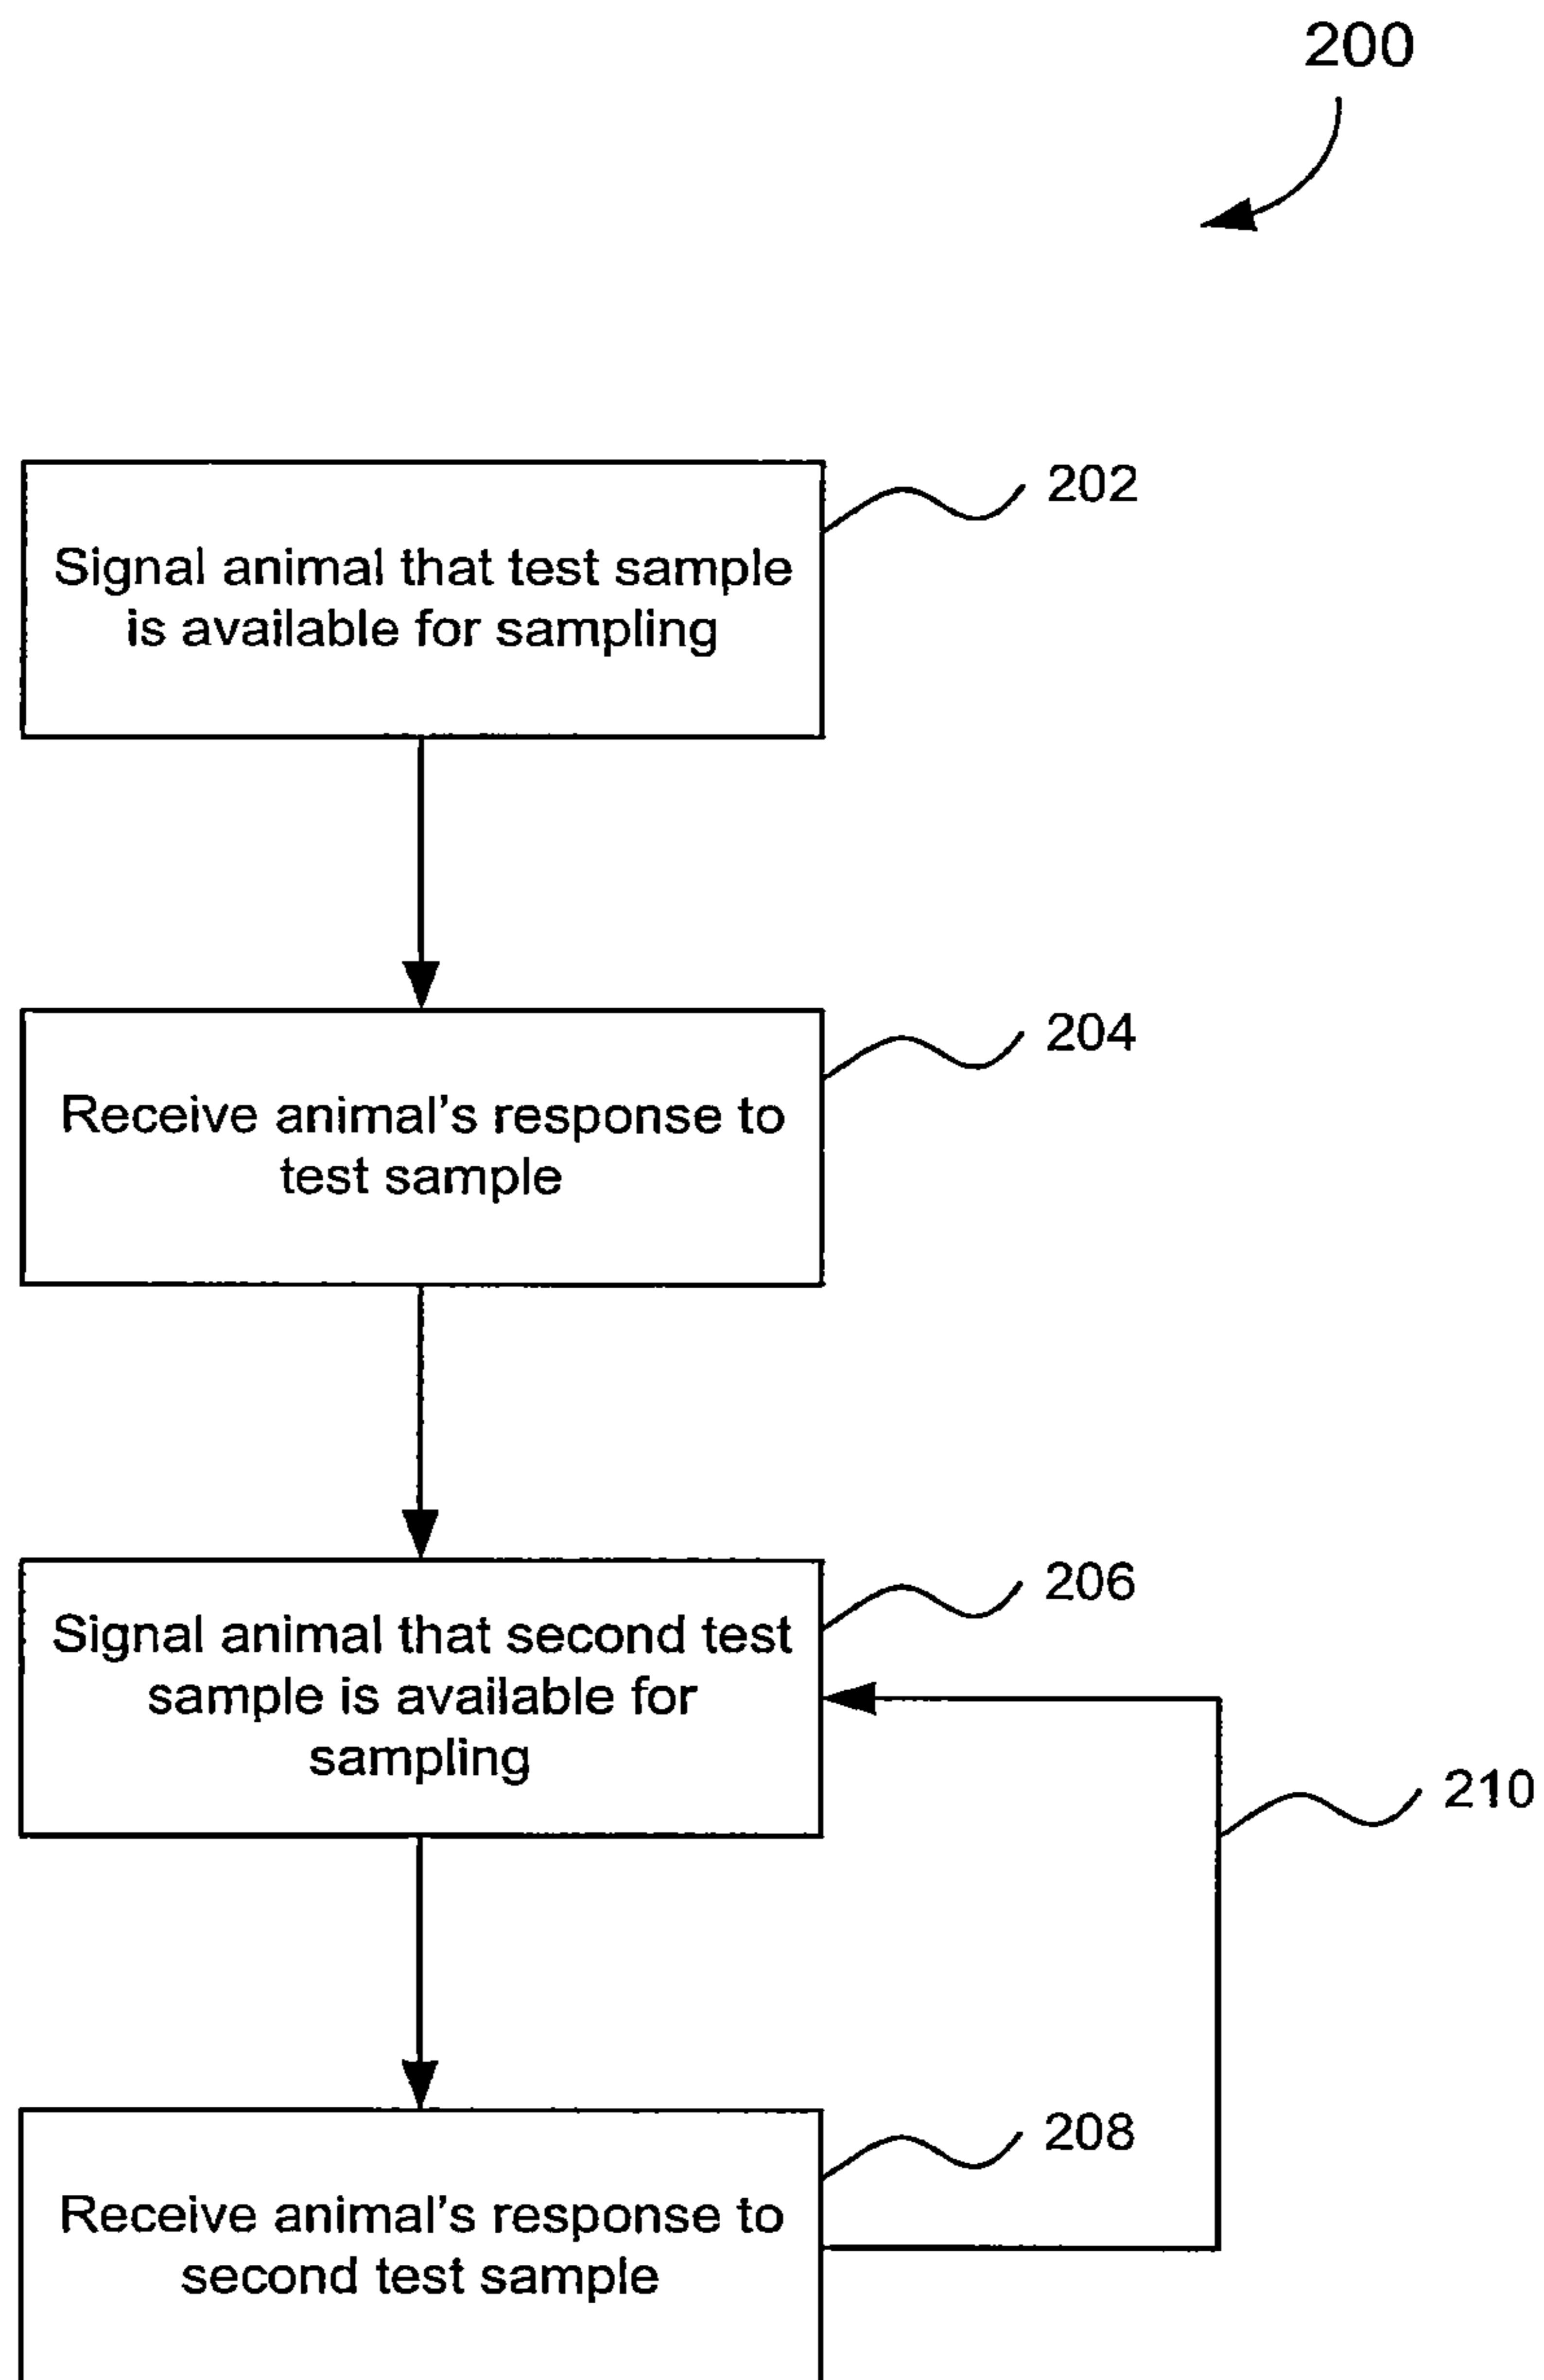 200
202
Signal animal that test sample
is available for sampling
204
Receive animal's response to
test sample
206
Signal animal that second test
sample is available for
sampling
210
208
Receive animal's response to
second test sample